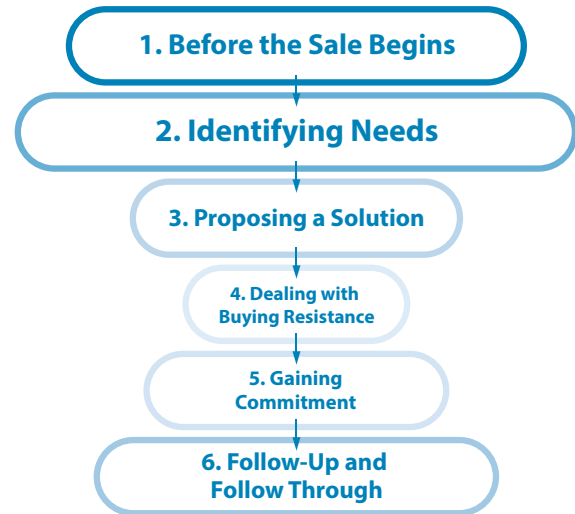 1. Before the Sale Begins
2. Identifying Needs
3. Proposing a Solution
4. Dealing with
Buying Resistance
5. Gaining
Commitment
6. Follow-Up and
Follow Through